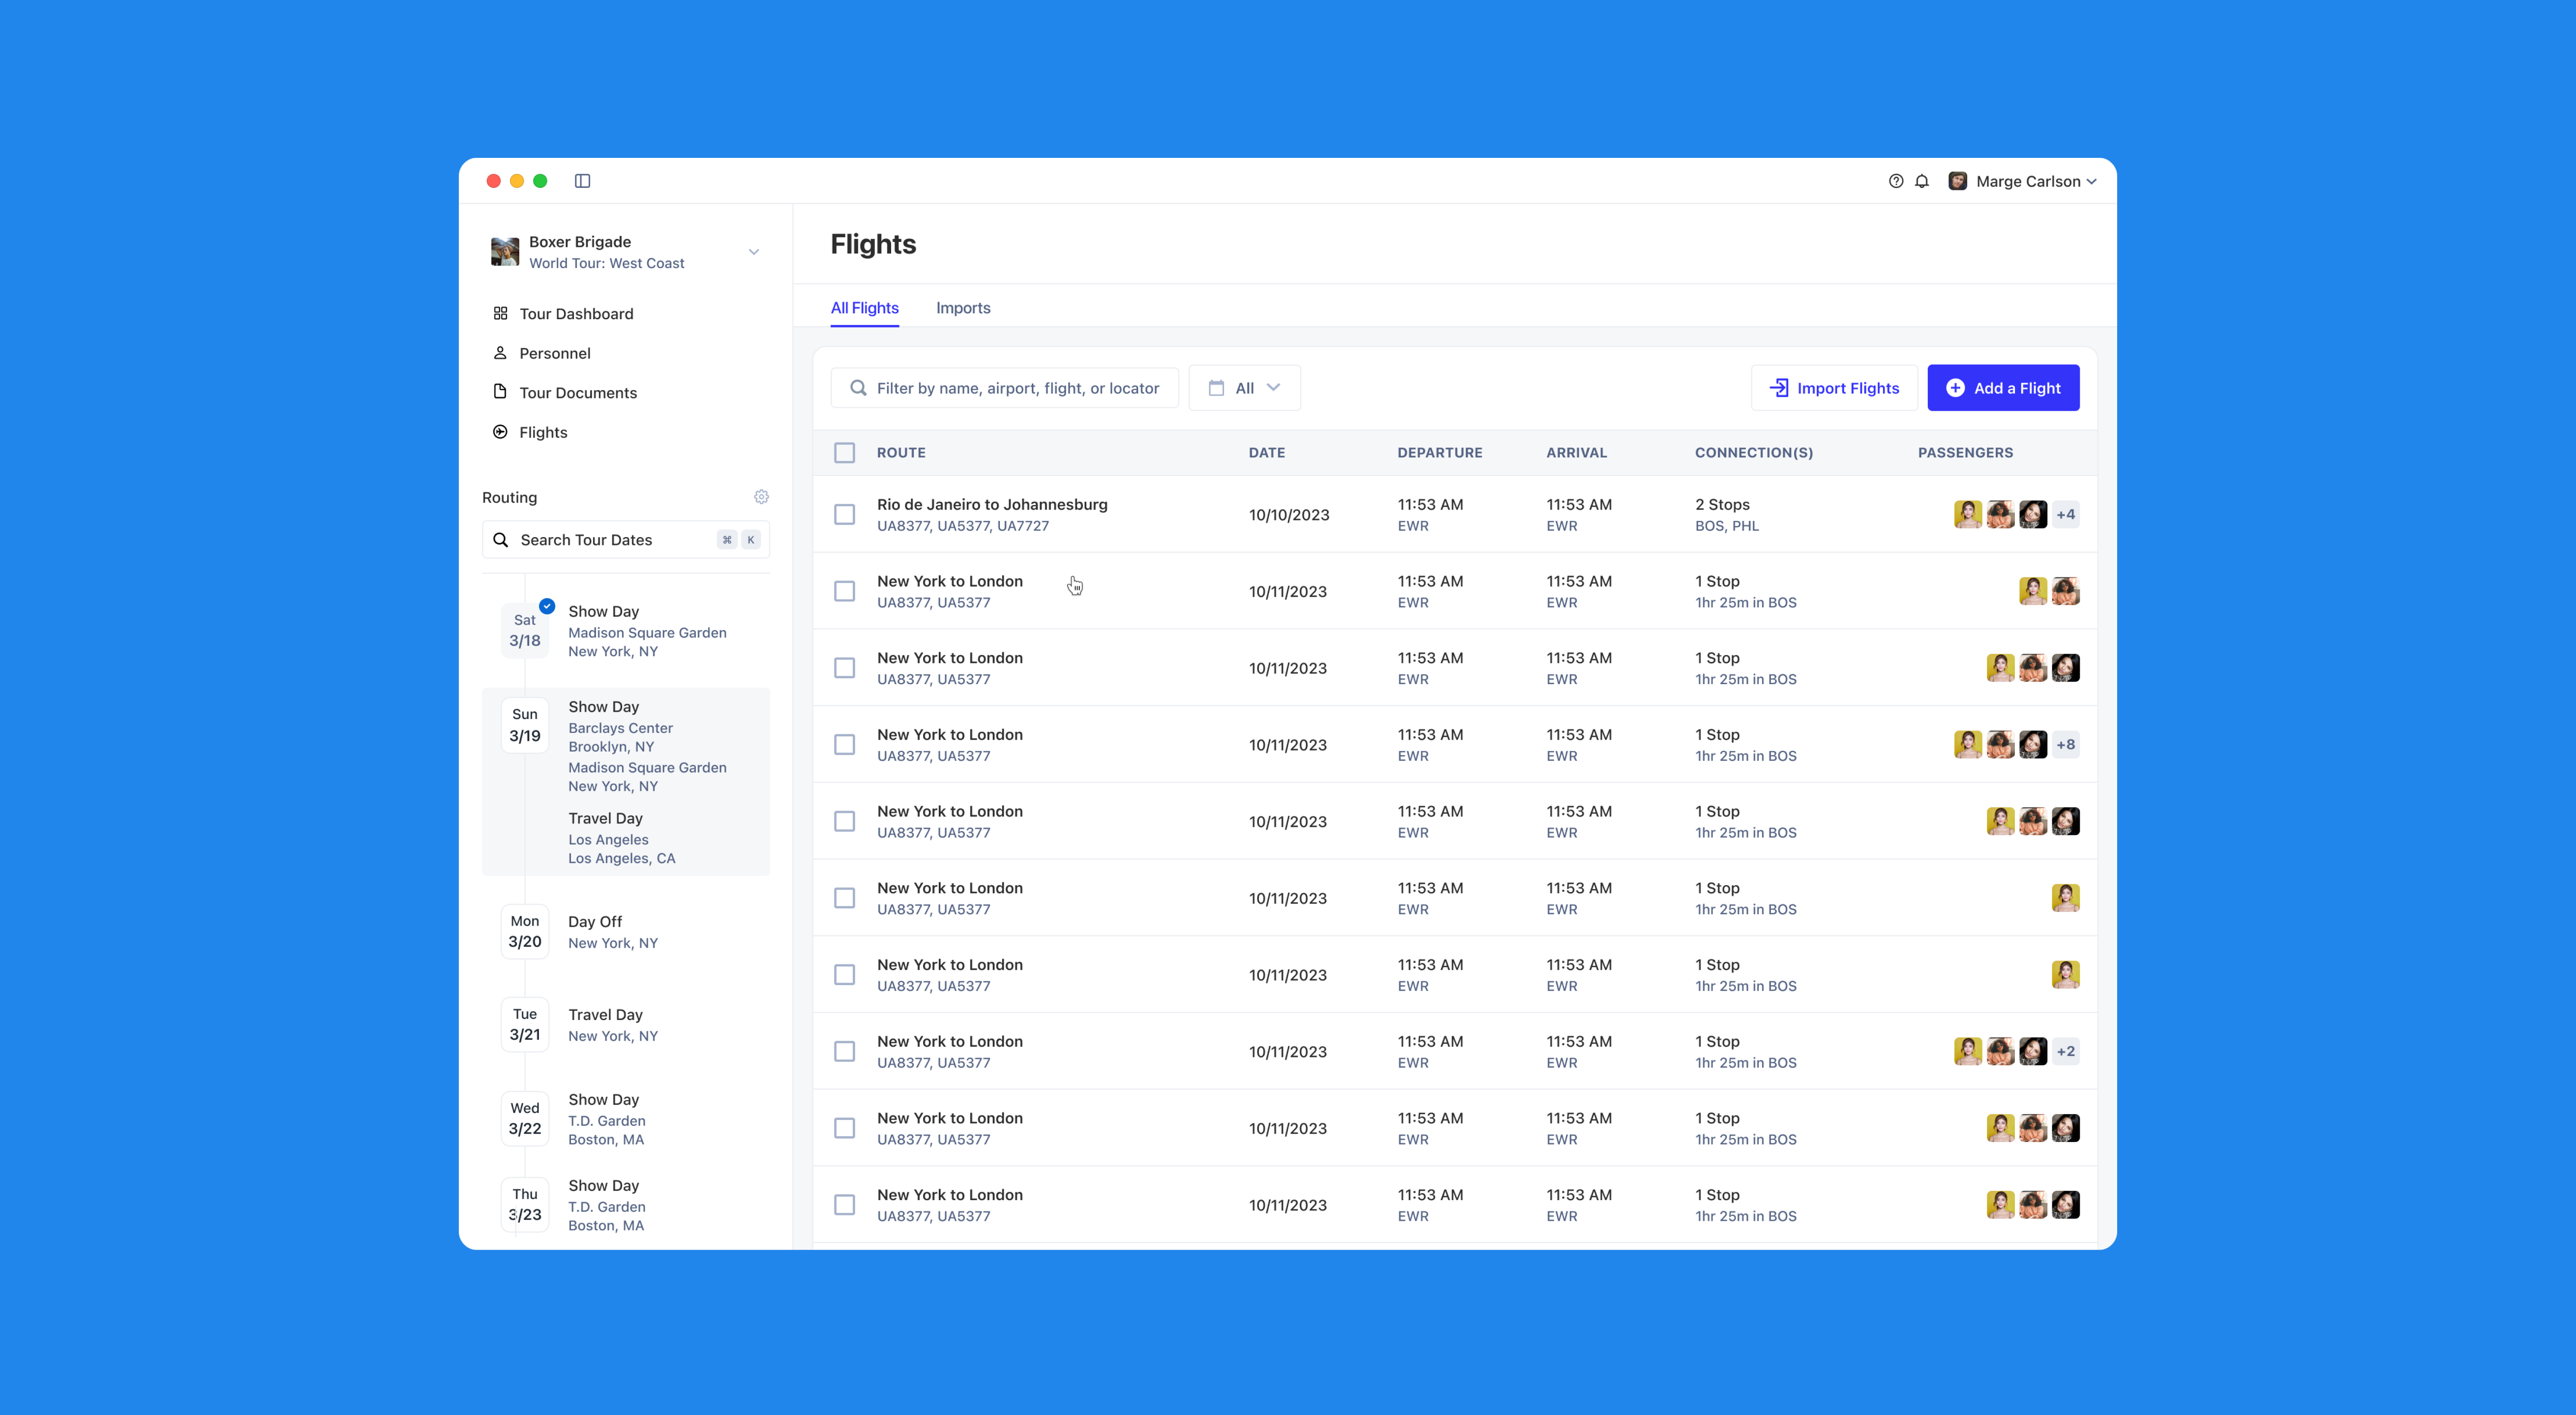 Marge Carlson
Boxer Brigade
World Tour: West Coast
Tour Dashboard
Personnel
Tour Documents
Flights
Routing
Search Tour Dates ⌘ K
Sat
3/18
Show Day
Madison Square Garden
New York, NY
Sun
3/19
Show Day
Barclays Center
Brooklyn, NY
Madison Square Garden
New York, NY
Travel Day
Los Angeles
Los Angeles, CA
Mon
3/20
Day Off
New York, NY
Tue
3/21
Travel Day
New York, NY
Wed
3/22
Show Day
T.D. Garden
Boston, MA
Thu
3/23
Show Day
T.D. Garden
Boston, MA
Flights
All Flights Imports
Filter by name, airport, flight, or locator All Import Flights Add a Flight
ROUTE DATE DEPARTURE ARRIVAL CONNECTION(S) PASSENGERS
Rio de Janeiro to Johannesburg 10/10/2023 11:53 AM 11:53 AM 2 Stops +4
UA8377, UA5377, UA7727 EWR EWR BOS, PHL
New York to London 10/11/2023 11:53 AM 11:53 AM 1 Stop
UA8377, UA5377 EWR EWR 1hr 25m in BOS
New York to London 10/11/2023 11:53 AM 11:53 AM 1 Stop
UA8377, UA5377 EWR EWR 1hr 25m in BOS
New York to London 10/11/2023 11:53 AM 11:53 AM 1 Stop +8
UA8377, UA5377 EWR EWR 1hr 25m in BOS
New York to London 10/11/2023 11:53 AM 11:53 AM 1 Stop
UA8377, UA5377 EWR EWR 1hr 25m in BOS
New York to London 10/11/2023 11:53 AM 11:53 AM 1 Stop
UA8377, UA5377 EWR EWR 1hr 25m in BOS
New York to London 10/11/2023 11:53 AM 11:53 AM 1 Stop
UA8377, UA5377 EWR EWR 1hr 25m in BOS
New York to London 10/11/2023 11:53 AM 11:53 AM 1 Stop +2
UA8377, UA5377 EWR EWR 1hr 25m in BOS
New York to London 10/11/2023 11:53 AM 11:53 AM 1 Stop
UA8377, UA5377 EWR EWR 1hr 25m in BOS
New York to London 10/11/2023 11:53 AM 11:53 AM 1 Stop
UA8377, UA5377 EWR EWR 1hr 25m in BOS